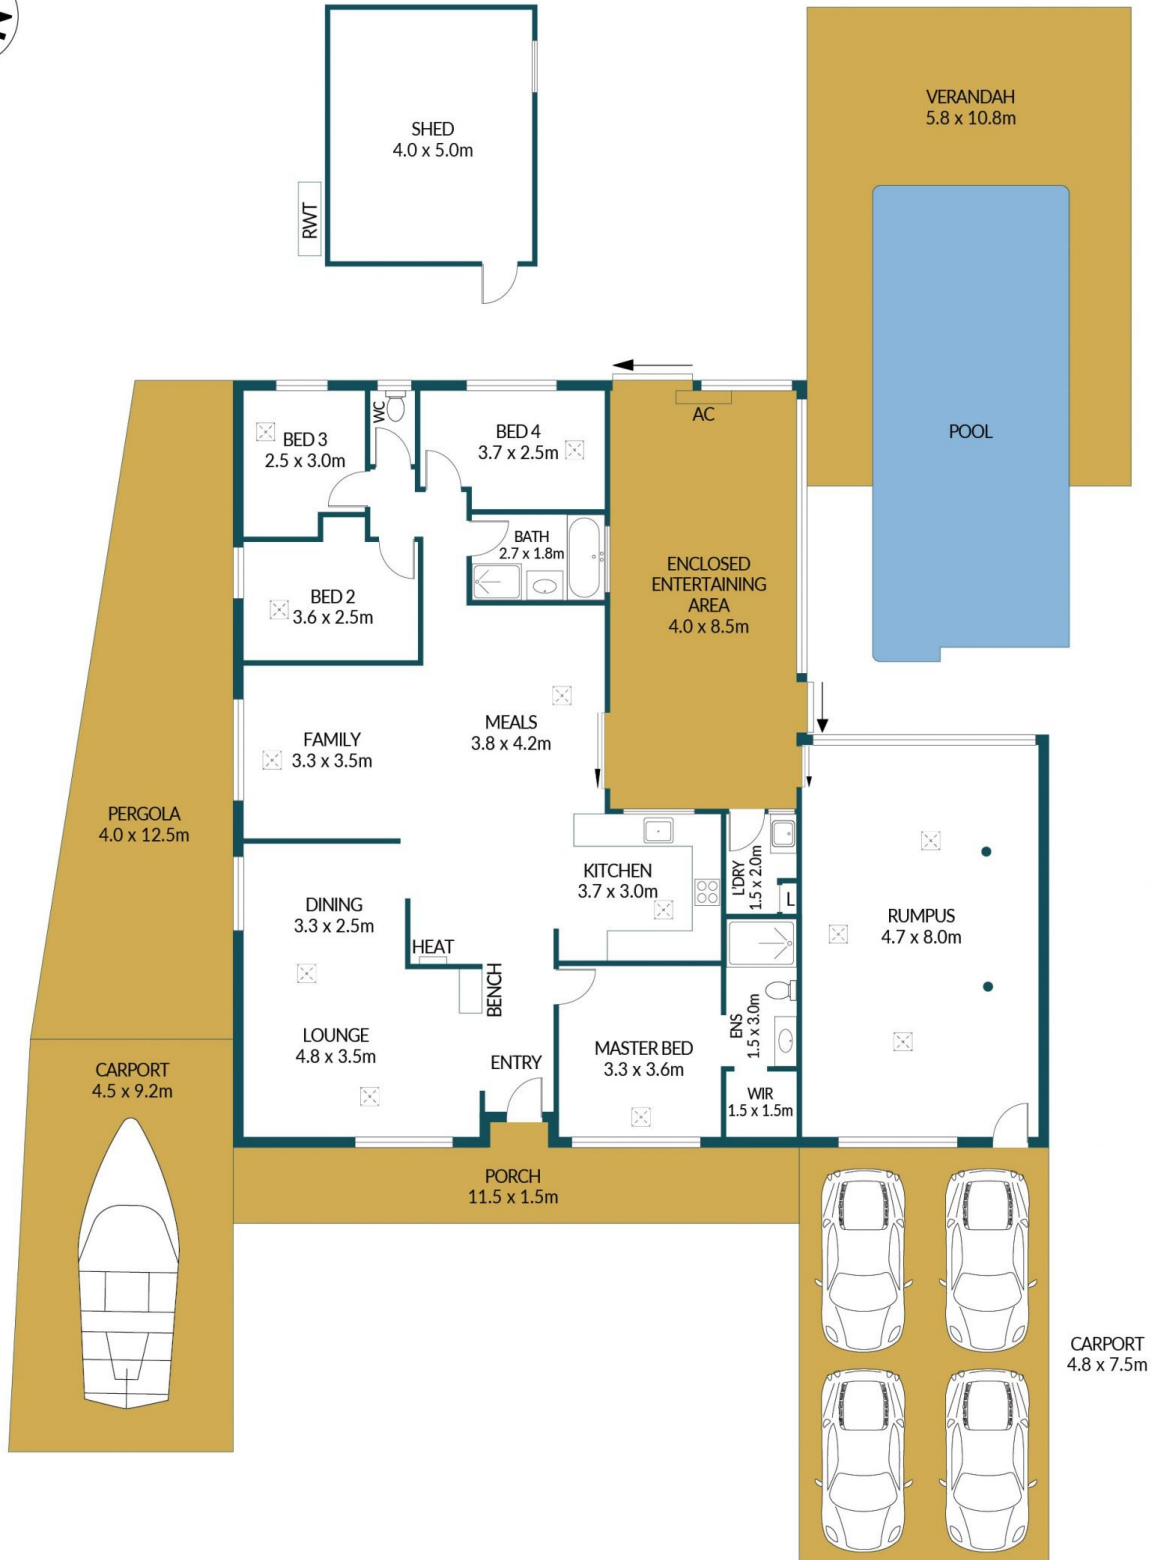 SHED
4.0 x 5.0m
RWT
VERANDAH
5.8 x 10.8m
POOL
AC
WC
BED 3
2.5 x 3.0m
BED 4
3.7 x 2.5m
BATH
2.7 x 1.8m
ENCLOSED
ENTERTAINING
AREA
4.0 x 8.5m
BED 2
3.6 x 2.5m
FAMILY
3.3 x 3.5m
MEALS
3.8 x 4.2m
PERGOLA
4.0 x 12.5m
KITCHEN
3.7 x 3.0m
L'DRY
1.5 x 2.0m
L
DINING
3.3 x 2.5m
RUMPUS
4.7 x 8.0m
HEAT
BENCH
LOUNGE
4.8 x 3.5m
ENTRY
MASTER BED
3.3 x 3.6m
ENS
1.5 x 3.0m
WIR
1.5 x 1.5m
CARPORT
4.5 x 9.2m
PORCH
11.5 x 1.5m
CARPORT
4.8 x 7.5m